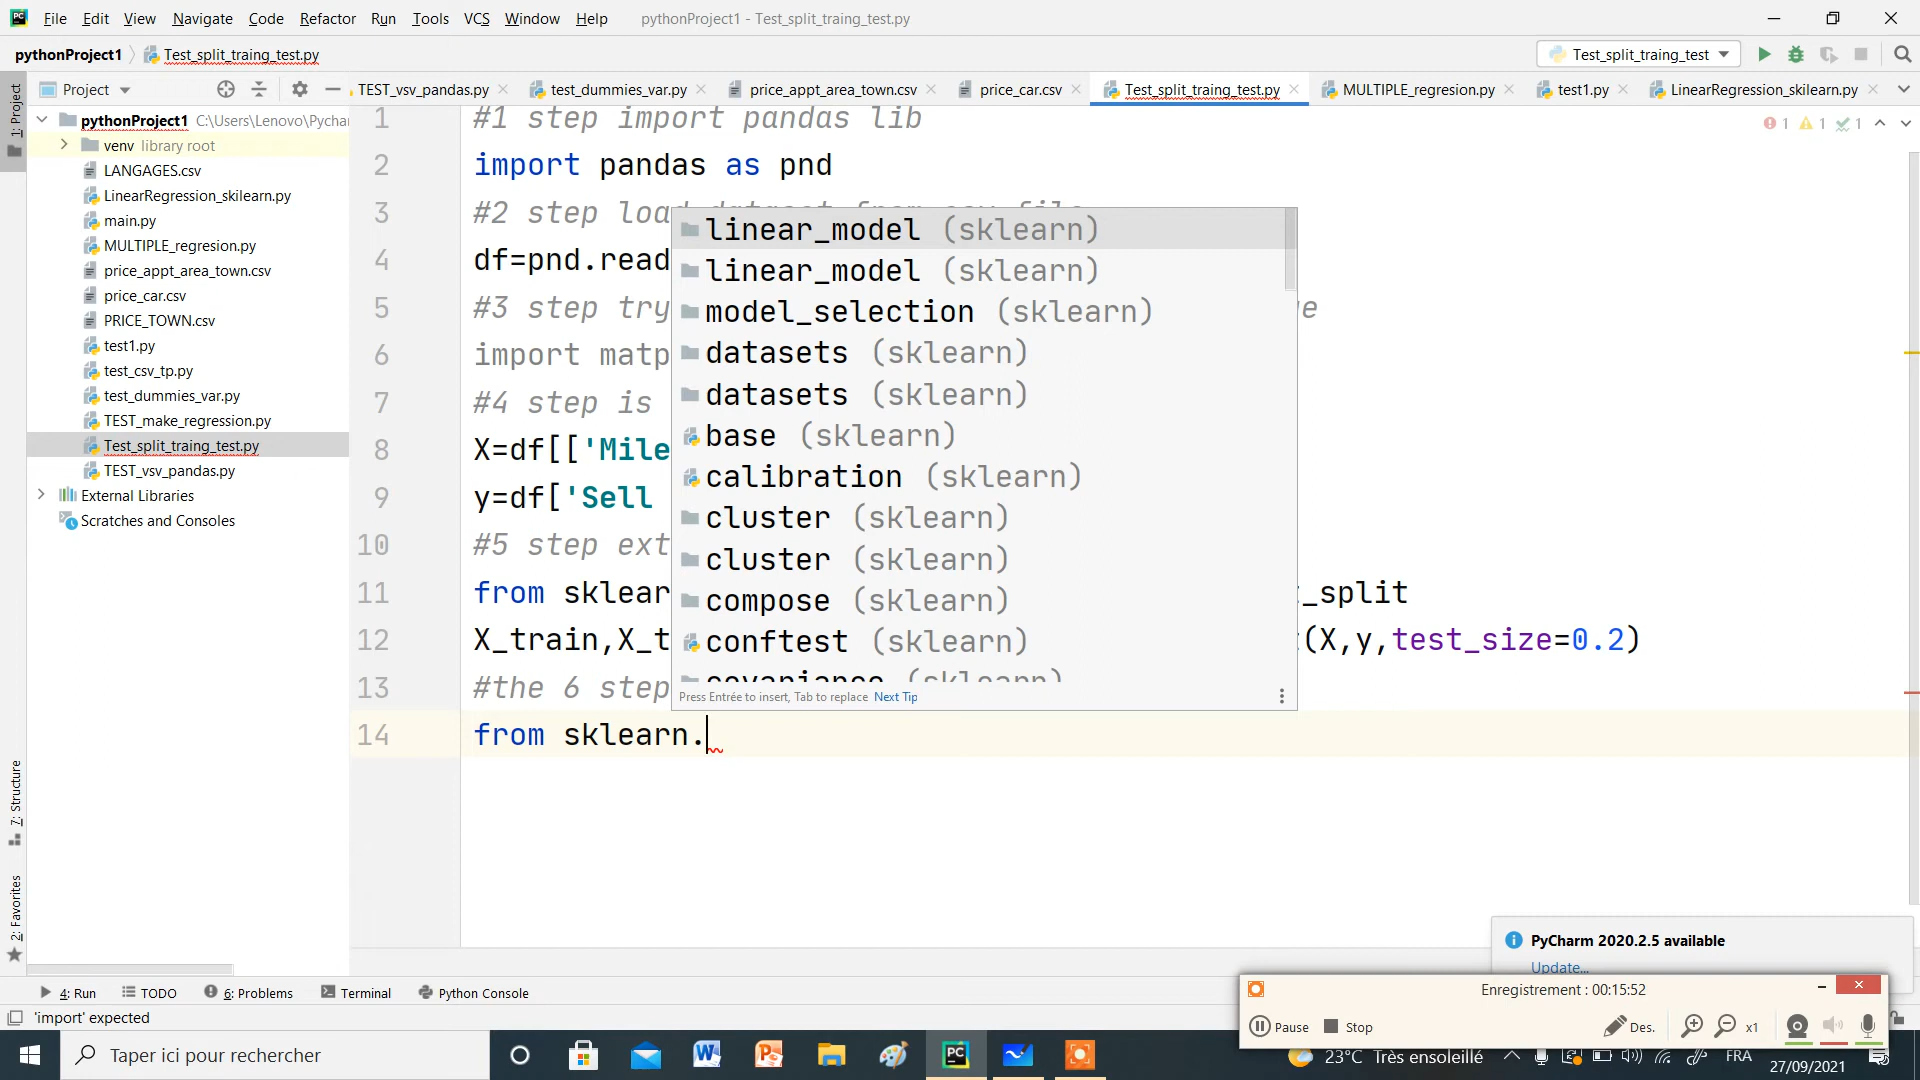 File Edit View Navigate Code Refactor Run Tools VCS Window Help pythonProject1 - Test_split_traing_test.py
pythonProject1 Test_split_traing_test.py Test_split_traing_test
1: Project
Project
TEST_vsv_pandas.py test_dummies_var.py price_appt_area_town.csv price_car.csv Test_split_traing_test.py MULTIPLE_regresion.py test1.py LinearRegression_skilearn.py
pythonProject1 C:\Users\Lenovo\Pychar
venv library root
LANGAGES.csv
LinearRegression_skilearn.py
main.py
MULTIPLE_regresion.py
price_appt_area_town.csv
price_car.csv
PRICE_TOWN.csv
test1.py
test_csv_tp.py
test_dummies_var.py
TEST_make_regression.py
Test_split_traing_test.py
TEST_vsv_pandas.py
External Libraries
Scratches and Consoles
7: Structure
2: Favorites
1 1 1
1 #1 step import pandas lib
2 import pandas as pnd
3 #2 step load
4 df=pnd.read
5 #3 step try
6 import matp
7 #4 step is
8 X=df[['Mile
9 y=df['Sell
10 #5 step ext
11 from sklear _split
12 X_train,X_t (X,y,test_size=0.2)
13 #the 6 step
14 from sklearn.
linear_model (sklearn)
linear_model (sklearn)
model_selection (sklearn)
datasets (sklearn)
datasets (sklearn)
base (sklearn)
calibration (sklearn)
cluster (sklearn)
cluster (sklearn)
compose (sklearn)
conftest (sklearn)
covariance (sklearn)
Press Entrée to insert, Tab to replace Next Tip
PyCharm 2020.2.5 available
Update...
Enregistrement : 00:15:52
Pause Stop Des. x1
4: Run TODO 6: Problems Terminal Python Console
'import' expected
Taper ici pour rechercher
23°C Très ensoleillé FRA
27/09/2021